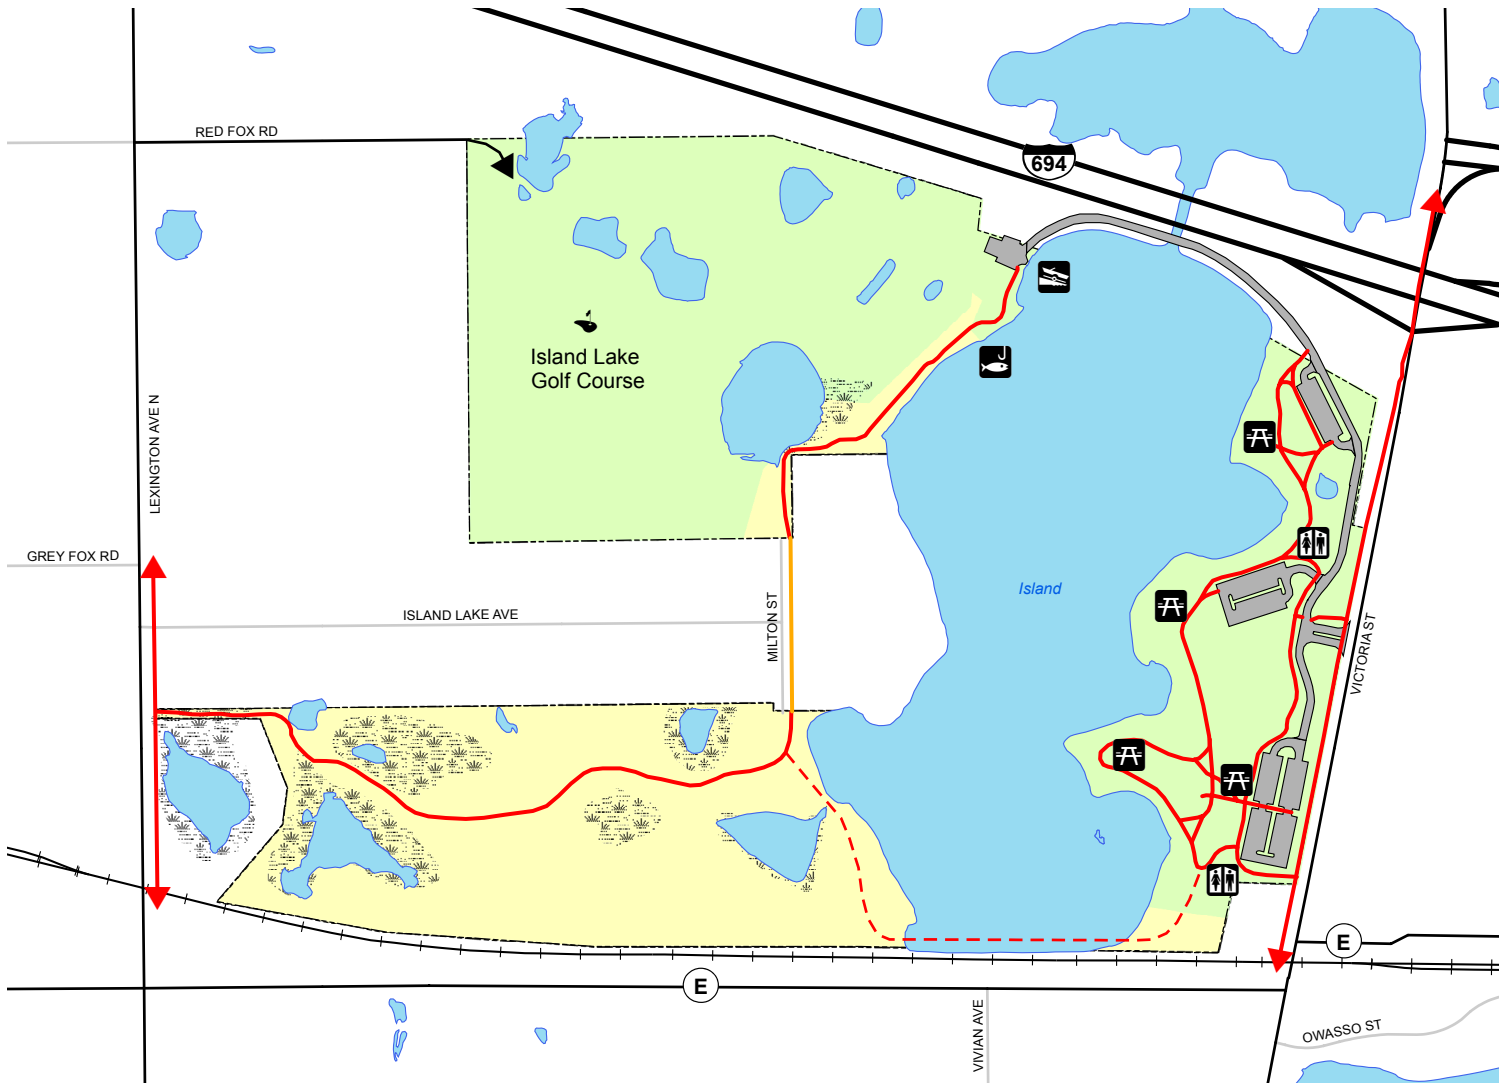 RED FOX RD
694
Island Lake
Golf Course
LEXINGTON AVE N
GREY FOX RD
ISLAND LAKE AVE
MILTON ST
Island
VICTORIA ST
E
E
VIVIAN AVE
OWASSO ST